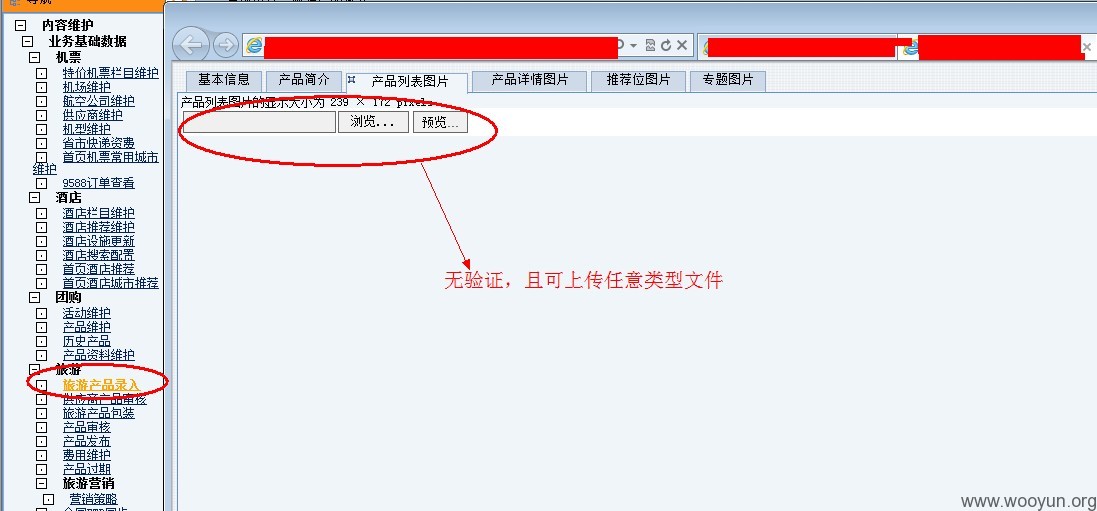 内容维护
业务基础数据
机票
特价机票栏目维护
机场维护
航空公司维护
供应商维护
机型维护
省市快递资费
首页机票常用城市
维护
9588订单查看
酒店
酒店栏目维护
酒店推荐维护
酒店设施更新
酒店搜索配置
首页酒店推荐
首页酒店城市推荐
团购
活动维护
产品维护
历史产品
产品资料维护
旅游
旅游产品录入
供应商产品审核
旅游产品包装
产品审核
产品发布
费用维护
产品过期
旅游营销
营销策略
基本信息 产品简介 产品列表图片 产品详情图片 推荐位图片 专题图片
产品列表图片的显示大小为 239 × 172 pixels
浏览... 预览...
无验证，且可上传任意类型文件
www.wooyun.org